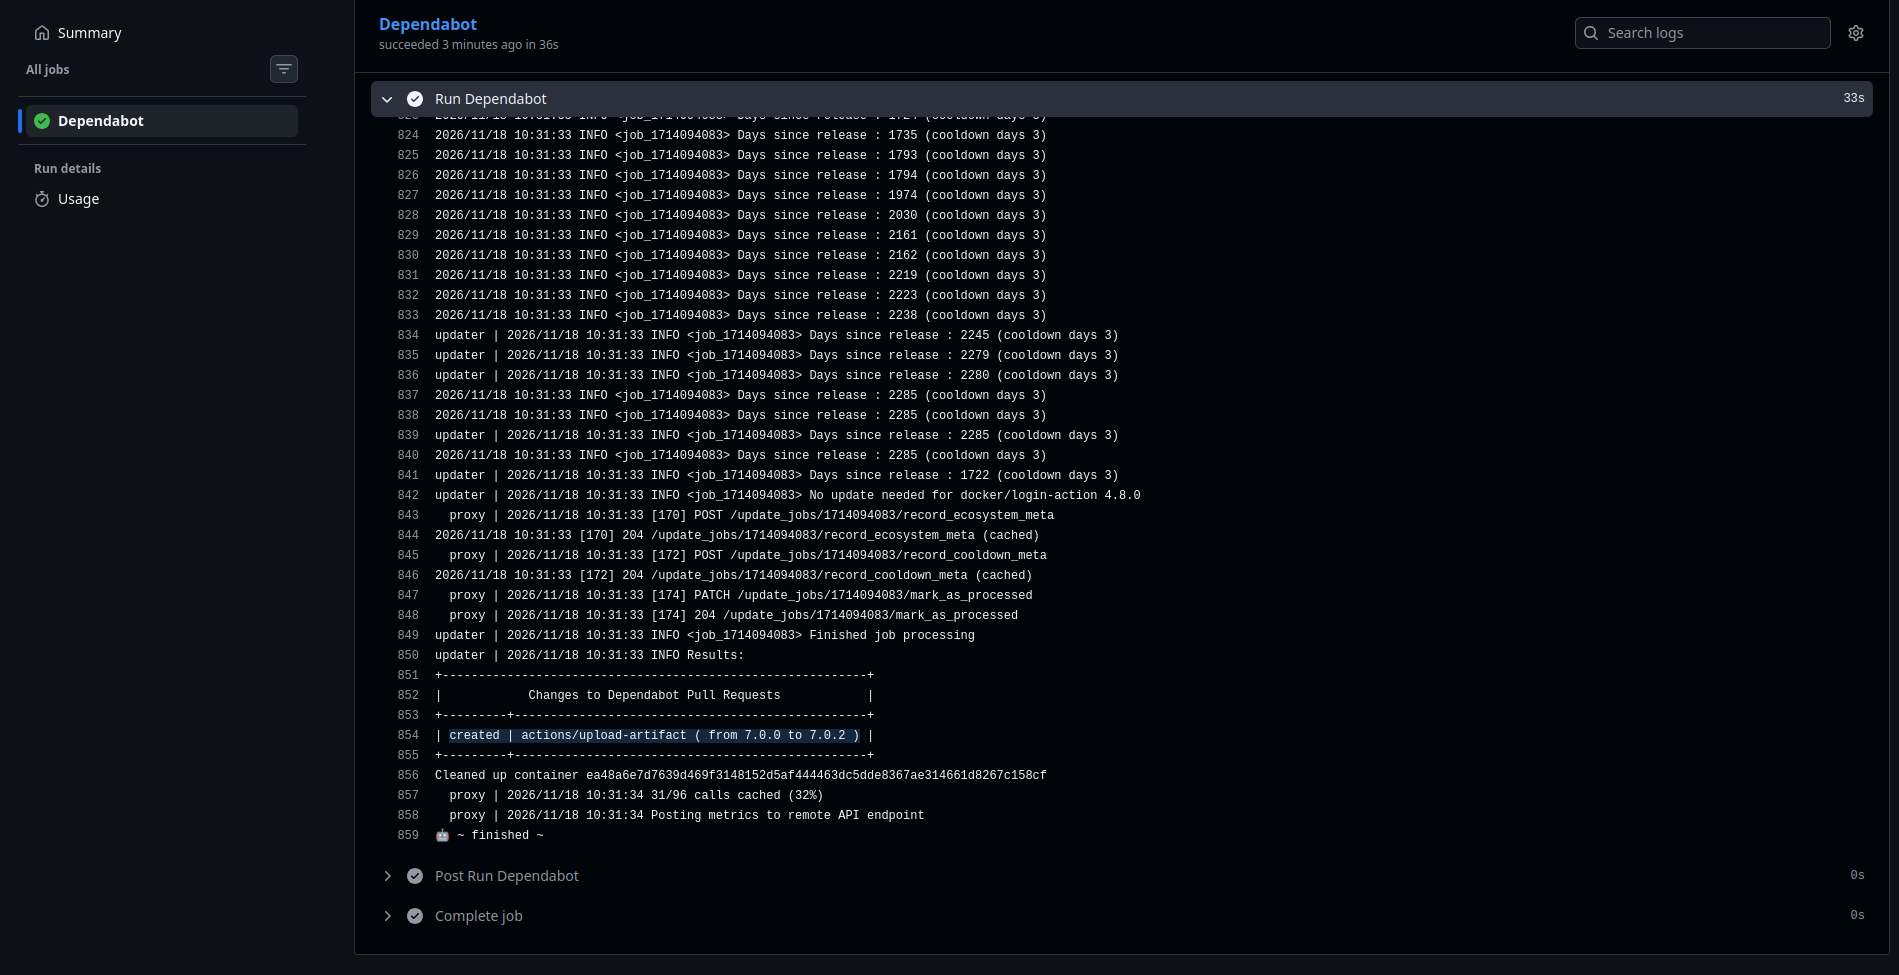 Summary
All jobs
Dependabot
Run details
Usage
Dependabot
succeeded 3 minutes ago in 36s
Search logs
Run Dependabot
33s
824 2026/11/18 10:31:33 INFO <job_1714094083> Days since release : 1735 (cooldown days 3)
825 2026/11/18 10:31:33 INFO <job_1714094083> Days since release : 1793 (cooldown days 3)
826 2026/11/18 10:31:33 INFO <job_1714094083> Days since release : 1794 (cooldown days 3)
827 2026/11/18 10:31:33 INFO <job_1714094083> Days since release : 1974 (cooldown days 3)
828 2026/11/18 10:31:33 INFO <job_1714094083> Days since release : 2030 (cooldown days 3)
829 2026/11/18 10:31:33 INFO <job_1714094083> Days since release : 2161 (cooldown days 3)
830 2026/11/18 10:31:33 INFO <job_1714094083> Days since release : 2162 (cooldown days 3)
831 2026/11/18 10:31:33 INFO <job_1714094083> Days since release : 2219 (cooldown days 3)
832 2026/11/18 10:31:33 INFO <job_1714094083> Days since release : 2223 (cooldown days 3)
833 2026/11/18 10:31:33 INFO <job_1714094083> Days since release : 2238 (cooldown days 3)
834 updater | 2026/11/18 10:31:33 INFO <job_1714094083> Days since release : 2245 (cooldown days 3)
835 updater | 2026/11/18 10:31:33 INFO <job_1714094083> Days since release : 2279 (cooldown days 3)
836 updater | 2026/11/18 10:31:33 INFO <job_1714094083> Days since release : 2280 (cooldown days 3)
837 2026/11/18 10:31:33 INFO <job_1714094083> Days since release : 2285 (cooldown days 3)
838 2026/11/18 10:31:33 INFO <job_1714094083> Days since release : 2285 (cooldown days 3)
839 updater | 2026/11/18 10:31:33 INFO <job_1714094083> Days since release : 2285 (cooldown days 3)
840 2026/11/18 10:31:33 INFO <job_1714094083> Days since release : 2285 (cooldown days 3)
841 updater | 2026/11/18 10:31:33 INFO <job_1714094083> Days since release : 1722 (cooldown days 3)
842 updater | 2026/11/18 10:31:33 INFO <job_1714094083> No update needed for docker/login-action 4.8.0
843 proxy | 2026/11/18 10:31:33 [170] POST /update_jobs/1714094083/record_ecosystem_meta
844 2026/11/18 10:31:33 [170] 204 /update_jobs/1714094083/record_ecosystem_meta (cached)
845 proxy | 2026/11/18 10:31:33 [172] POST /update_jobs/1714094083/record_cooldown_meta
846 2026/11/18 10:31:33 [172] 204 /update_jobs/1714094083/record_cooldown_meta (cached)
847 proxy | 2026/11/18 10:31:33 [174] PATCH /update_jobs/1714094083/mark_as_processed
848 proxy | 2026/11/18 10:31:33 [174] 204 /update_jobs/1714094083/mark_as_processed
849 updater | 2026/11/18 10:31:33 INFO <job_1714094083> Finished job processing
850 updater | 2026/11/18 10:31:33 INFO Results:
851 +-----------------------------------------------------------+
852 |            Changes to Dependabot Pull Requests            |
853 +---------+-------------------------------------------------+
854 | created | actions/upload-artifact ( from 7.0.0 to 7.0.2 ) |
855 +---------+-------------------------------------------------+
856 Cleaned up container ea48a6e7d7639d469f3148152d5af444463dc5dde8367ae314661d8267c158cf
857 proxy | 2026/11/18 10:31:34 31/96 calls cached (32%)
858 proxy | 2026/11/18 10:31:34 Posting metrics to remote API endpoint
859 🤖 ~ finished ~
Post Run Dependabot
0s
Complete job
0s